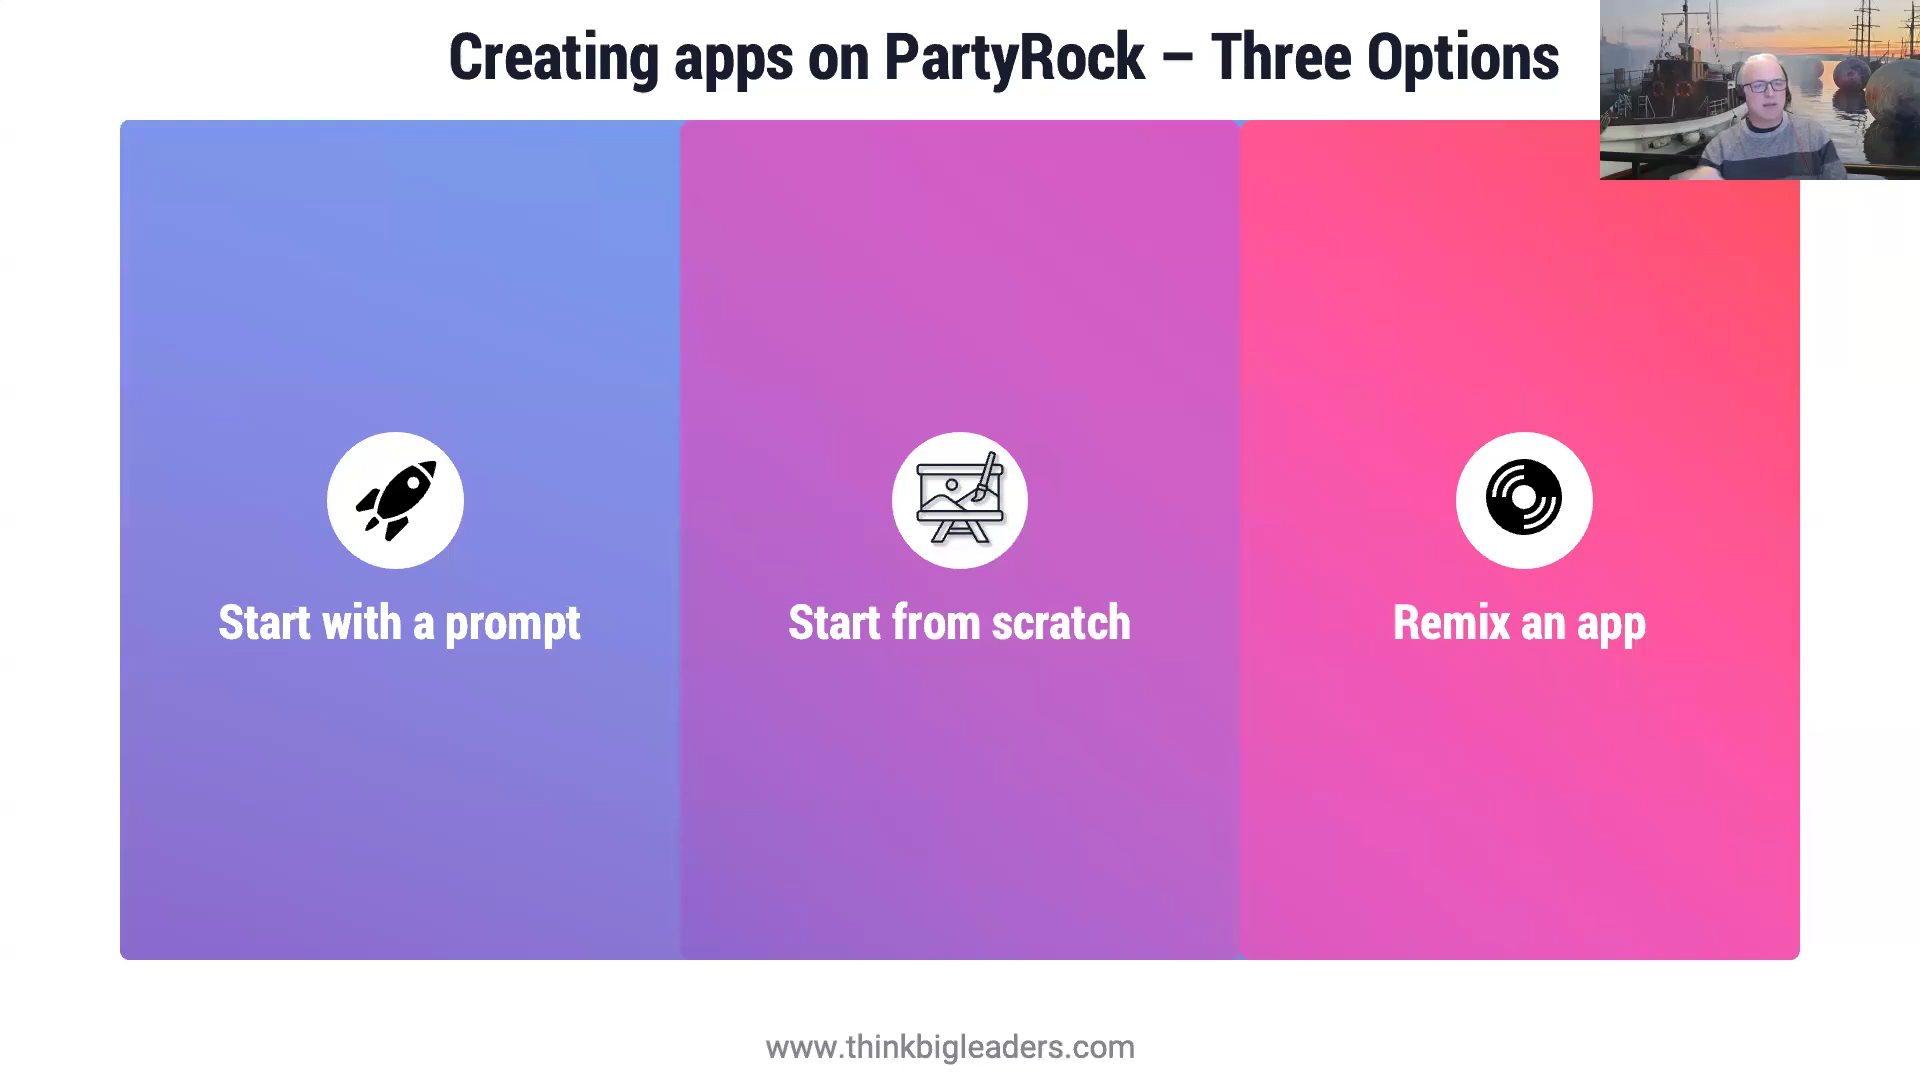 Creating apps on PartyRock – Three Options
Start with a prompt
Start from scratch
Remix an app
www.thinkbigleaders.com